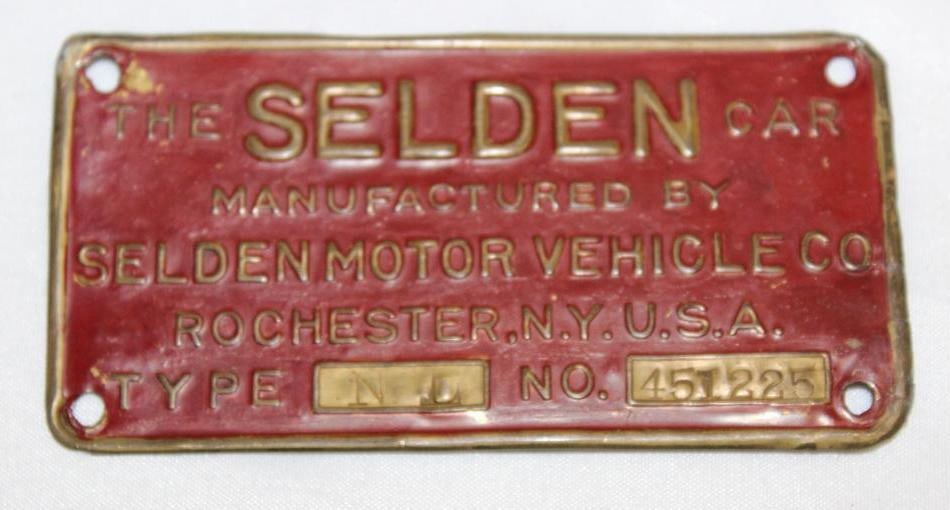 THE SELDEN CAR
MANUFACTURED BY
SELDEN MOTOR VEHICLE CO
ROCHESTER, N.Y. U.S.A.
TYPE N L NO. 451225